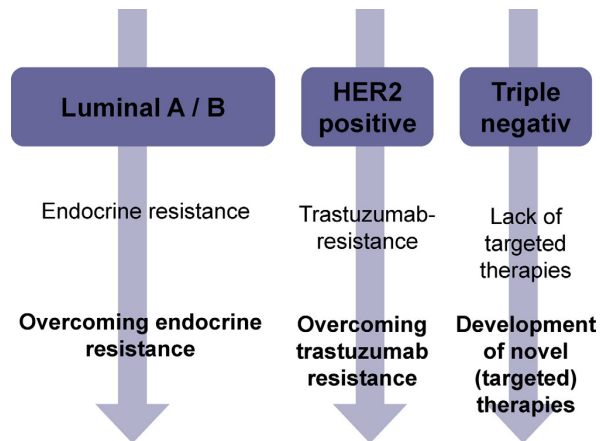 Luminal A / B
HER2
positive
Triple
negativ
Endocrine resistance
Trastuzumab-
resistance
Lack of
targeted
therapies
Overcoming endocrine
resistance
Overcoming
trastuzumab
resistance
Development
of novel
(targeted)
therapies